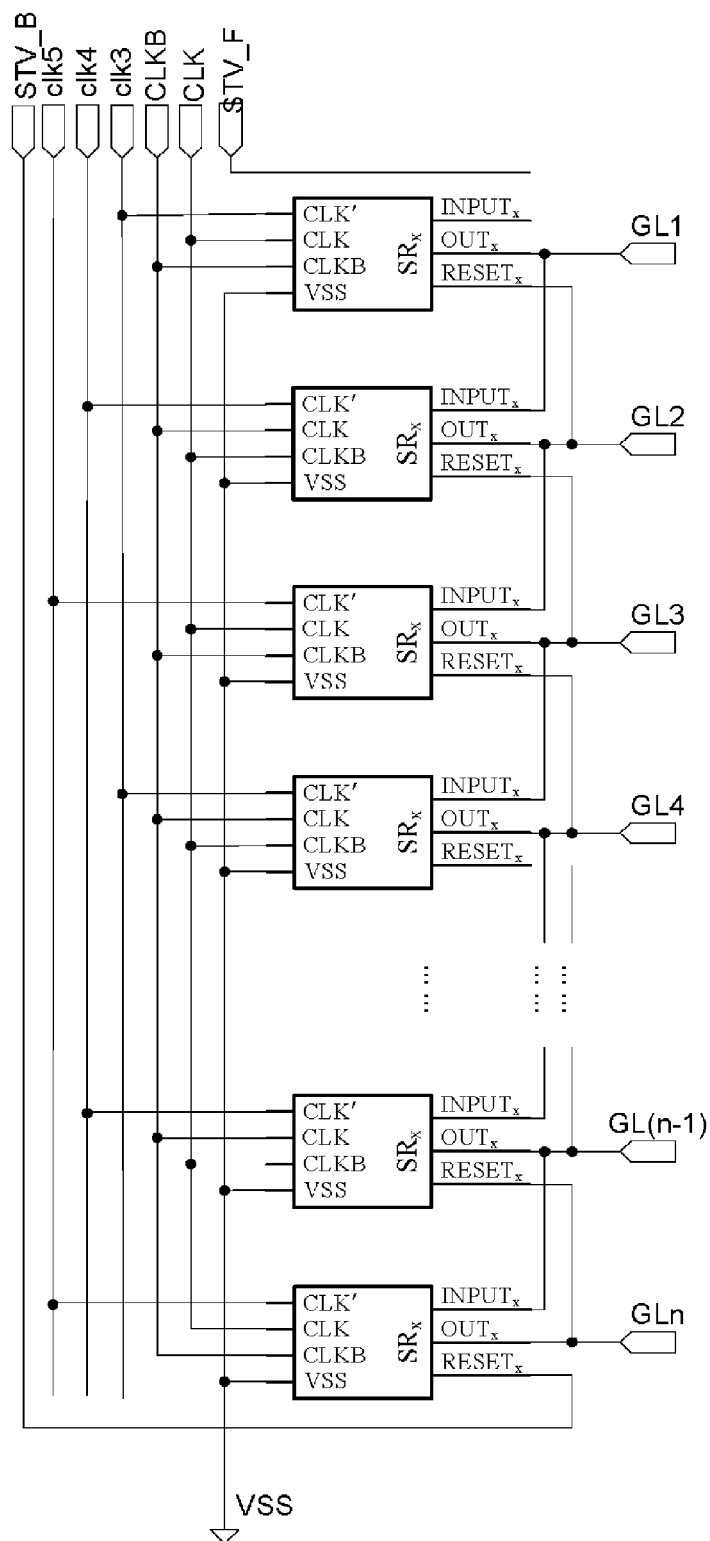 STV_B
clk5
clk4
clk3
CLKB
CLK
STV_F
CLK'
CLK
CLKB
VSS
SRx
INPUTx
OUTx
RESETx
GL1
CLK'
CLK
CLKB
VSS
SRx
INPUTx
OUTx
RESETx
GL2
CLK'
CLK
CLKB
VSS
SRx
INPUTx
OUTx
RESETx
GL3
CLK'
CLK
CLKB
VSS
SRx
INPUTx
OUTx
RESETx
GL4
CLK'
CLK
CLKB
VSS
SRx
INPUTx
OUTx
RESETx
GL(n-1)
CLK'
CLK
CLKB
VSS
SRx
INPUTx
OUTx
RESETx
GLn
VSS